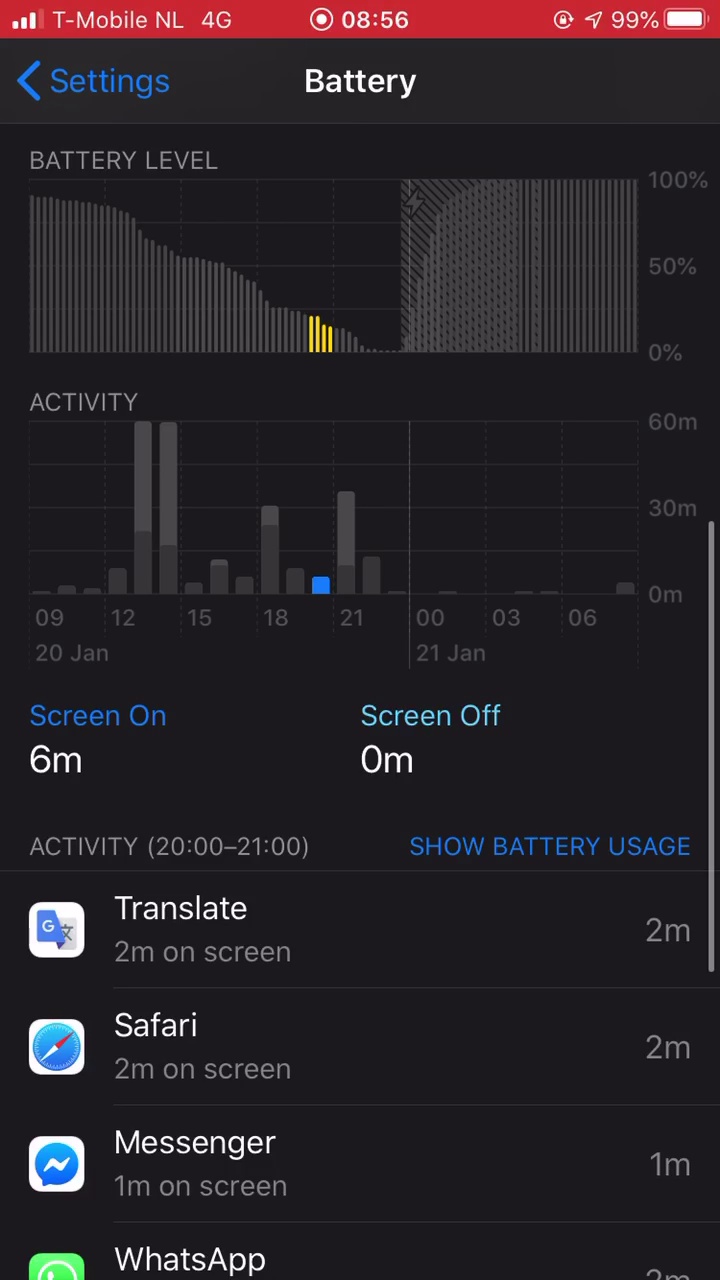 T-Mobile NL 4G 08:56 99%
Settings Battery
BATTERY LEVEL
100%
50%
0%
ACTIVITY
60m
30m
0m
09 12 15 18 21 00 03 06
20 Jan 21 Jan
Screen On Screen Off
6m 0m
ACTIVITY (20:00–21:00) SHOW BATTERY USAGE
Translate
2m on screen 2m
Safari
2m on screen 2m
Messenger
1m on screen 1m
WhatsApp